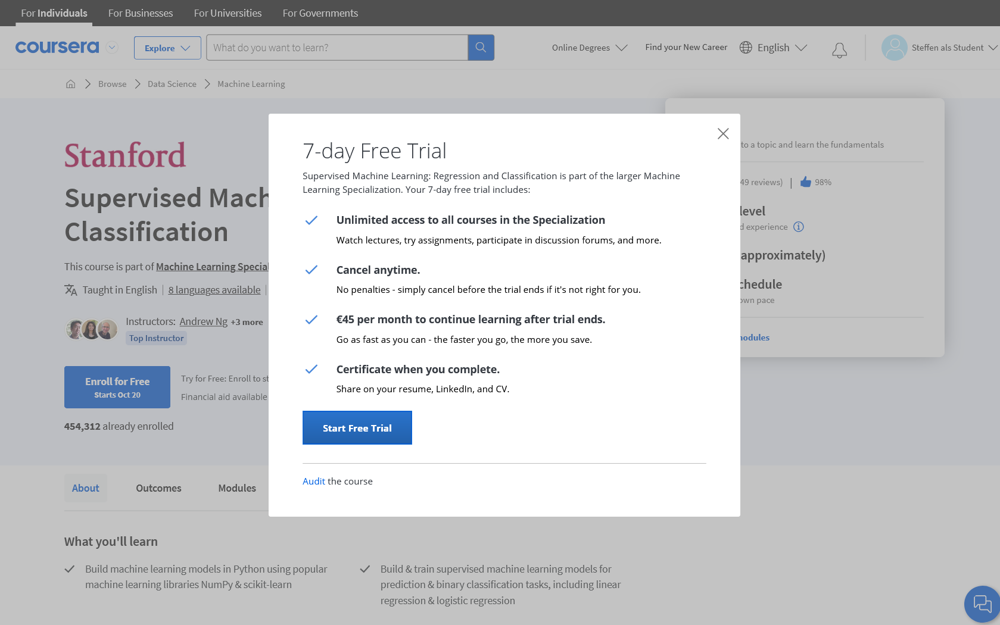 For Individuals
For Businesses
For Universities
For Governments
coursera
Explore
What do you want to learn?
Online Degrees
Find your New Career
English
Steffen als Student
Browse
Data Science
Machine Learning
Stanford
Supervised Mach
Classification
This course is part of Machine Learning Special
Taught in English
8 languages available
Instructors: Andrew Ng +3 more
Top Instructor
Enroll for Free
Starts Oct 20
Try for Free: Enroll to st
Financial aid available
454,312 already enrolled
7-day Free Trial
Supervised Machine Learning: Regression and Classification is part of the larger Machine
Learning Specialization. Your 7-day free trial includes:
Unlimited access to all courses in the Specialization
Watch lectures, try assignments, participate in discussion forums, and more.
Cancel anytime.
No penalties - simply cancel before the trial ends if it's not right for you.
€45 per month to continue learning after trial ends.
Go as fast as you can - the faster you go, the more you save.
Certificate when you complete.
Share on your resume, LinkedIn, and CV.
Start Free Trial
Audit the course
to a topic and learn the fundamentals
49 reviews) | 98%
level
d experience
approximately)
chedule
own pace
nodules
About
Outcomes
Modules
What you'll learn
Build machine learning models in Python using popular
machine learning libraries NumPy & scikit-learn
Build & train supervised machine learning models for
prediction & binary classification tasks, including linear
regression & logistic regression